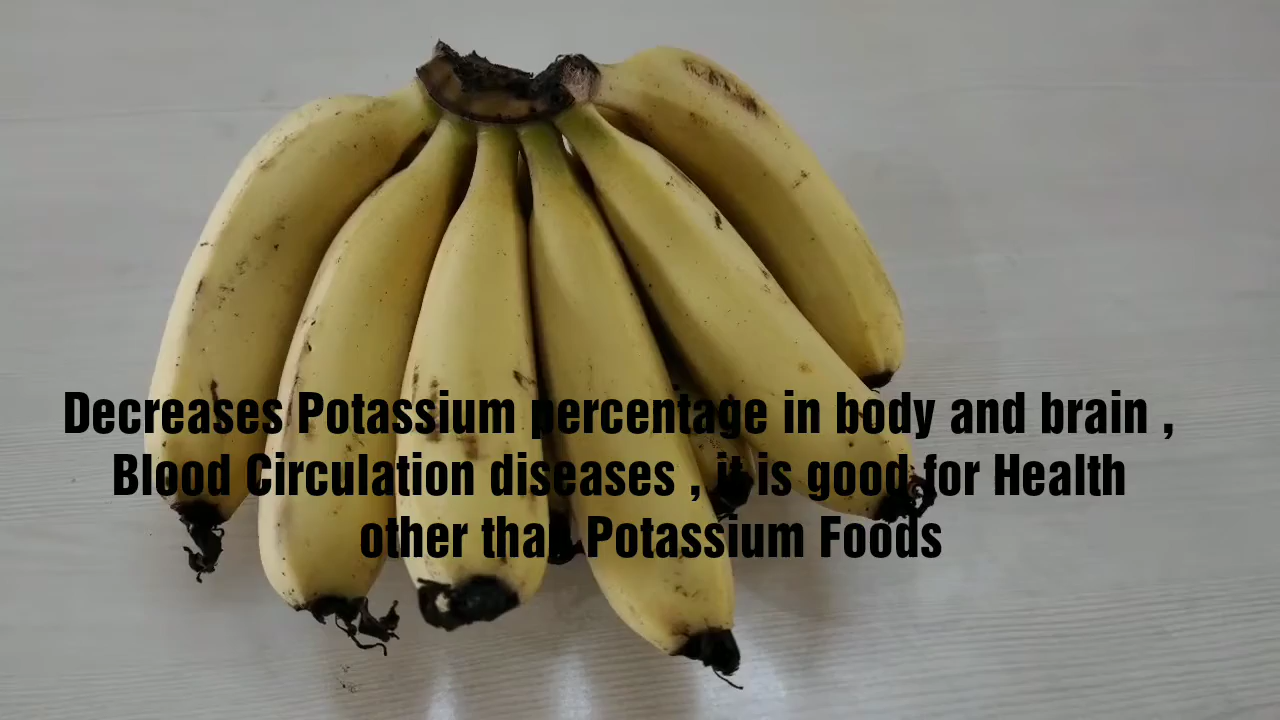 Decreases Potassium percentage in body and brain ,
Blood Circulation diseases , it is good for Health
other than Potassium Foods